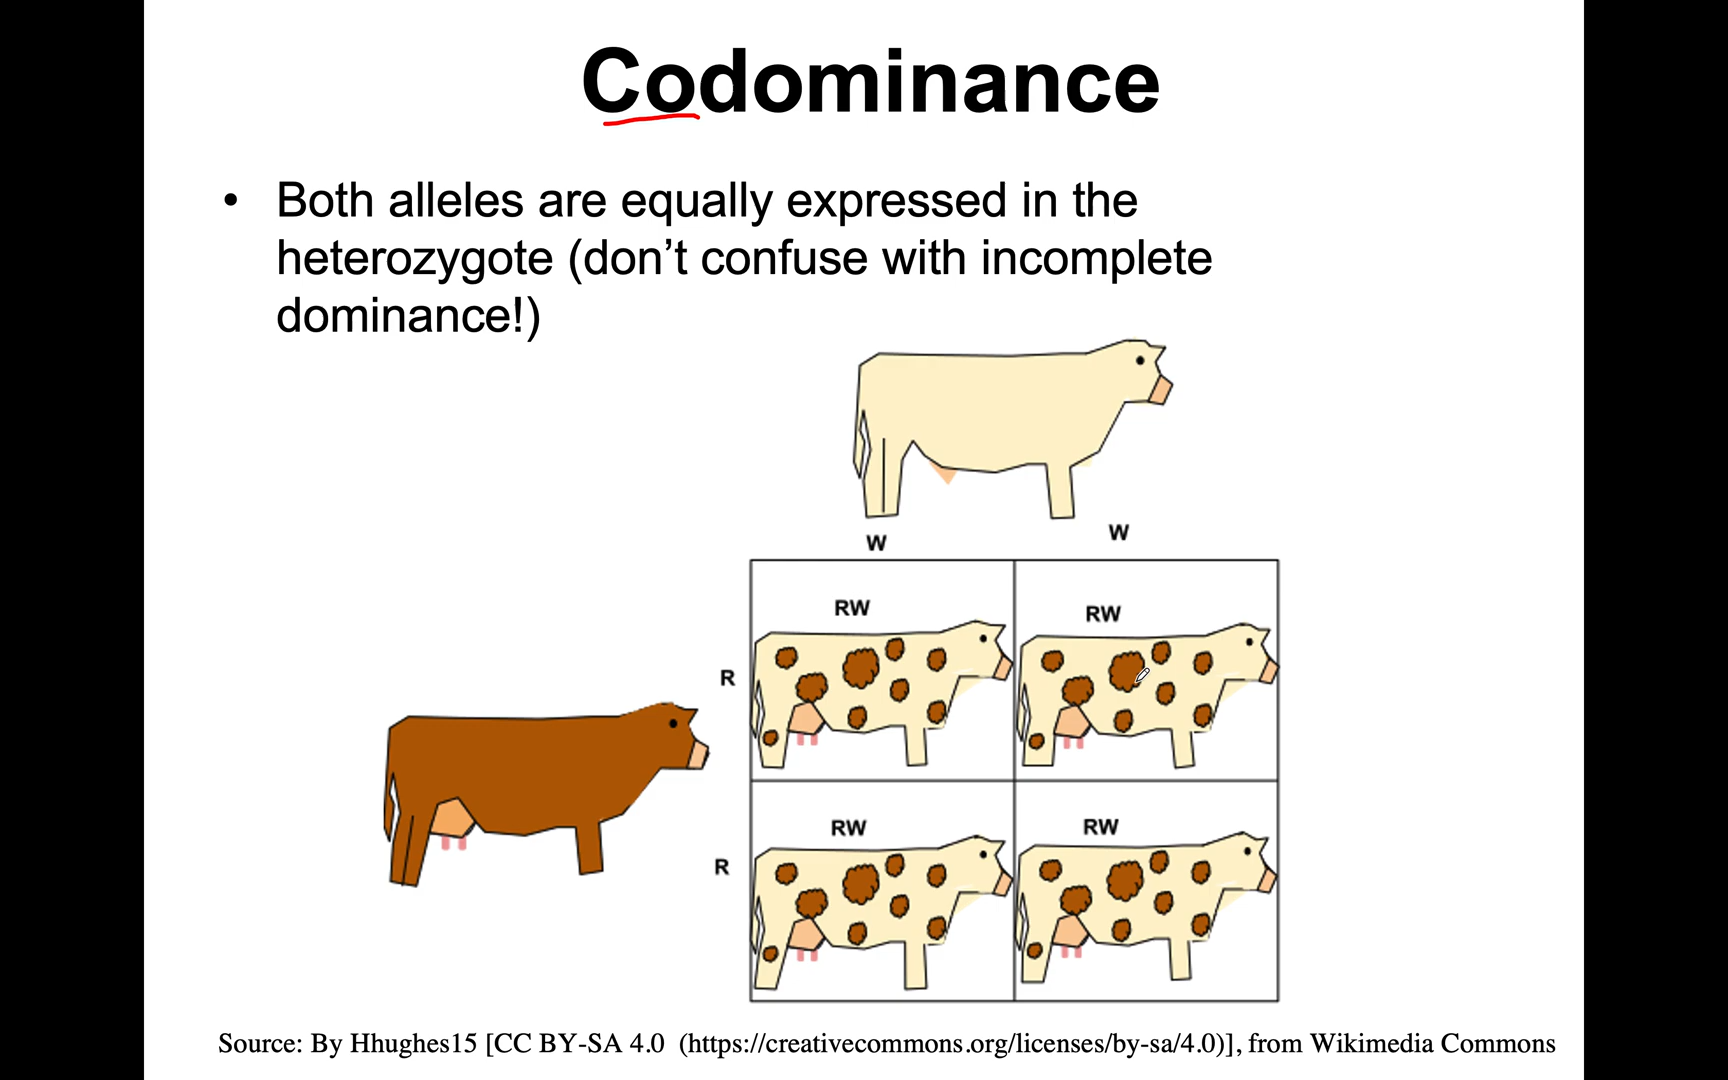 Codominance
• Both alleles are equally expressed in the
heterozygote (don’t confuse with incomplete
dominance!)
W W
RW RW
R
RW RW
R
Source: By Hhughes15 [CC BY-SA 4.0 (https://creativecommons.org/licenses/by-sa/4.0)], from Wikimedia Commons